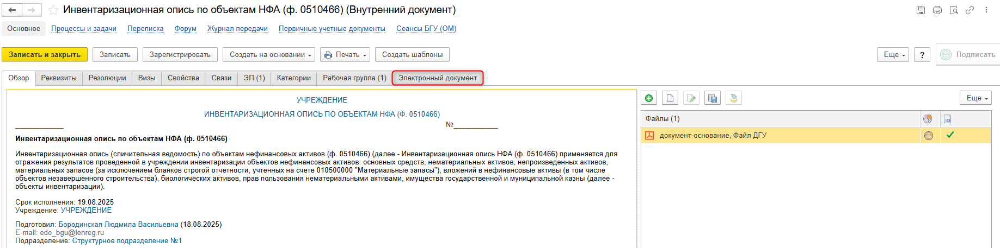 Инвентаризационная опись по объектам НФА (ф. 0510466) (Внутренний документ)
Основное Процессы и задачи Переписка Форум Журнал передачи Первичные учетные документы Сеансы БГУ (ОМ)
Записать и закрыть Записать Зарегистрировать Создать на основании Печать Создать шаблоны Еще ? Подписать
Обзор Реквизиты Резолюции Визы Свойства Связи ЭП (1) Категории Рабочая группа (1) Электронный документ
УЧРЕЖДЕНИЕ
ИНВЕНТАРИЗАЦИОННАЯ ОПИСЬ ПО ОБЪЕКТАМ НФА (Ф. 0510466)
____________ №___________
Инвентаризационная опись по объектам НФА (ф. 0510466)
Инвентаризационная опись (сличительная ведомость) по объектам нефинансовых активов (ф. 0510466) (далее - Инвентаризационная опись НФА (ф. 0510466) применяется для
отражения результатов проведенной в учреждении инвентаризации объектов нефинансовых активов: основных средств, нематериальных активов, непроизведенных активов,
материальных запасов (за исключением бланков строгой отчетности, учтенных на счете 010500000 "Материальные запасы"), вложений в нефинансовые активы (в том числе
объектов незавершенного строительства), биологических активов, прав пользования нематериальными активами, имущества государственной и муниципальной казны (далее -
объекты инвентаризации).
Срок исполнения: 19.08.2025
Учреждение: УЧРЕЖДЕНИЕ
Подготовил: Бородинская Людмила Васильевна (18.08.2025)
E-mail: edo_bgu@lenreg.ru
Подразделение: Структурное подразделение №1
Еще
Файлы (1)
документ-основание, Файл ДГУ